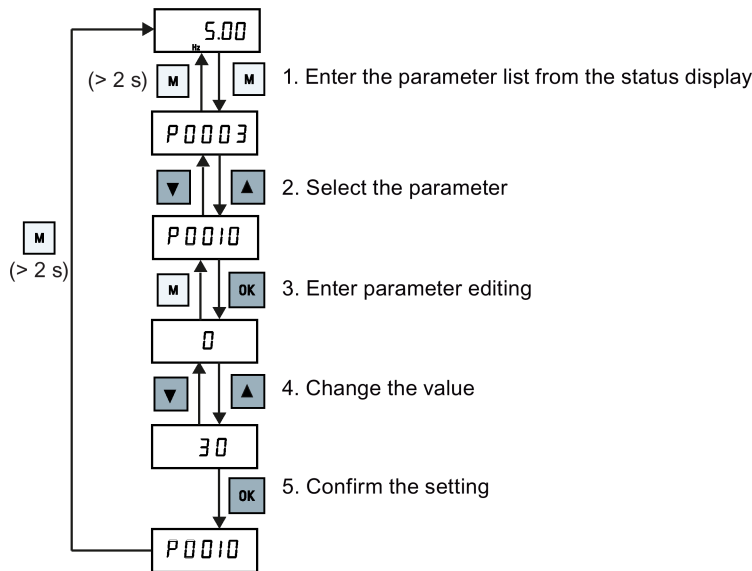 5.00
Hz
(> 2 s) M M 1. Enter the parameter list from the status display
P0003
▼ ▲ 2. Select the parameter
P0010
M
(> 2 s)
M OK 3. Enter parameter editing
0
▼ ▲ 4. Change the value
30
OK 5. Confirm the setting
P0010